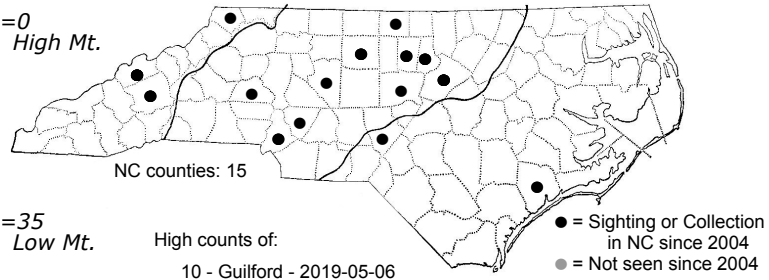 =0
High Mt.
NC counties: 15
=35
Low Mt.
High counts of:
10 - Guilford - 2019-05-06
= Sighting or Collection
in NC since 2004
= Not seen since 2004